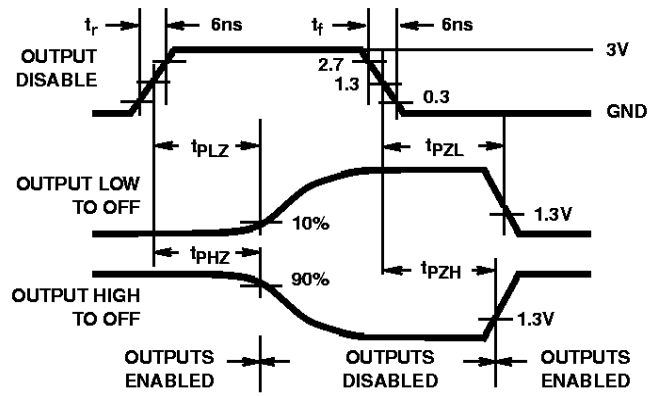 tr 6ns tf 6ns
OUTPUT
DISABLE
3V
2.7
1.3
0.3
GND
tPLZ tPZL
OUTPUT LOW
TO OFF
10%
1.3V
tPHZ tPZH
OUTPUT HIGH
TO OFF
90%
1.3V
OUTPUTS
ENABLED
OUTPUTS
DISABLED
OUTPUTS
ENABLED